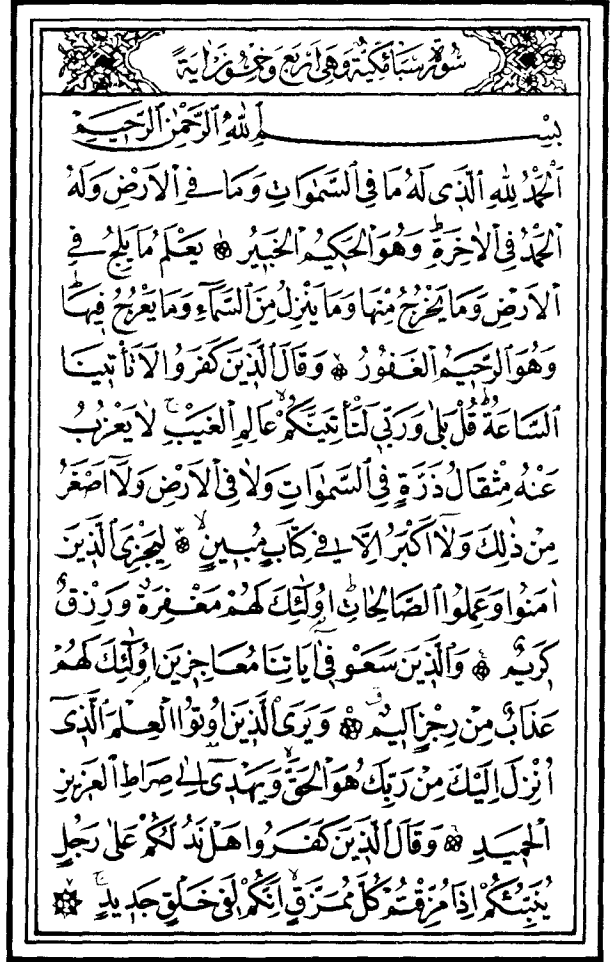 سُورَةُ سَبَأ مَكِّيَّةٌ وَهِيَ اَرْبَعٌ وَخَمْسُونَ اٰيَةً
بِسْمِ اللّٰهِ الرَّحْمٰنِ الرَّحِيمِ
اَلْحَمْدُ لِلّٰهِ الَّذٖى لَهُ مَا فِى السَّمٰوَاتِ وَمَا فِى الْاَرْضِ وَلَهُ
الْحَمْدُ فِى الْاٰخِرَةِؕ وَهُوَ الْحَكٖيمُ الْخَبٖيرُ ۞ يَعْلَمُ مَا يَلِجُ فِى
الْاَرْضِ وَمَا يَخْرُجُ مِنْهَا وَمَا يَنْزِلُ مِنَ السَّمَٓاءِ وَمَا يَعْرُجُ فٖيهَاؕ
وَهُوَ الرَّحٖيمُ الْغَفُورُ ۞ وَقَالَ الَّذٖينَ كَفَرُوا لَا تَاْتٖينَا
السَّاعَةُؕ قُلْ بَلٰى وَرَبّٖى لَتَاْتِيَنَّكُمْۙ عَالِمِ الْغَيْبِۚ لَا يَعْزُبُ
عَنْهُ مِثْقَالُ ذَرَّةٍ فِى السَّمٰوَاتِ وَلَا فِى الْاَرْضِ وَلَٓا اَصْغَرُ
مِنْ ذٰلِكَ وَلَٓا اَكْبَرُ اِلَّا فٖى كِتَابٍ مُبٖينٍۙ ۞ لِيَجْزِىَ الَّذٖينَ
اٰمَنُوا وَعَمِلُوا الصَّالِحَاتِؕ اُولٰٓئِكَ لَهُمْ مَغْفِرَةٌ وَرِزْقٌ
كَرٖيمٌ ۞ وَالَّذٖينَ سَعَوْ فٖٓى اٰيَاتِنَا مُعَاجِزٖينَ اُولٰٓئِكَ لَهُمْ
عَذَابٌ مِنْ رِجْزٍ اَلٖيمٌ ۞ وَيَرَى الَّذٖينَ اُوتُوا الْعِلْمَ الَّذٖٓى
اُنْزِلَ اِلَيْكَ مِنْ رَبِّكَ هُوَ الْحَقَّۙ وَيَهْدٖٓى اِلٰى صِرَاطِ الْعَزٖيزِ
الْحَمٖيدِ ۞ وَقَالَ الَّذٖينَ كَفَرُوا هَلْ نَدُلُّكُمْ عَلٰى رَجُلٍ
يُنَبِّئُكُمْ اِذَا مُزِّقْتُمْ كُلَّ مُمَزَّقٍۙ اِنَّكُمْ لَفٖى خَلْقٍ جَدٖيدٍۚ ۞